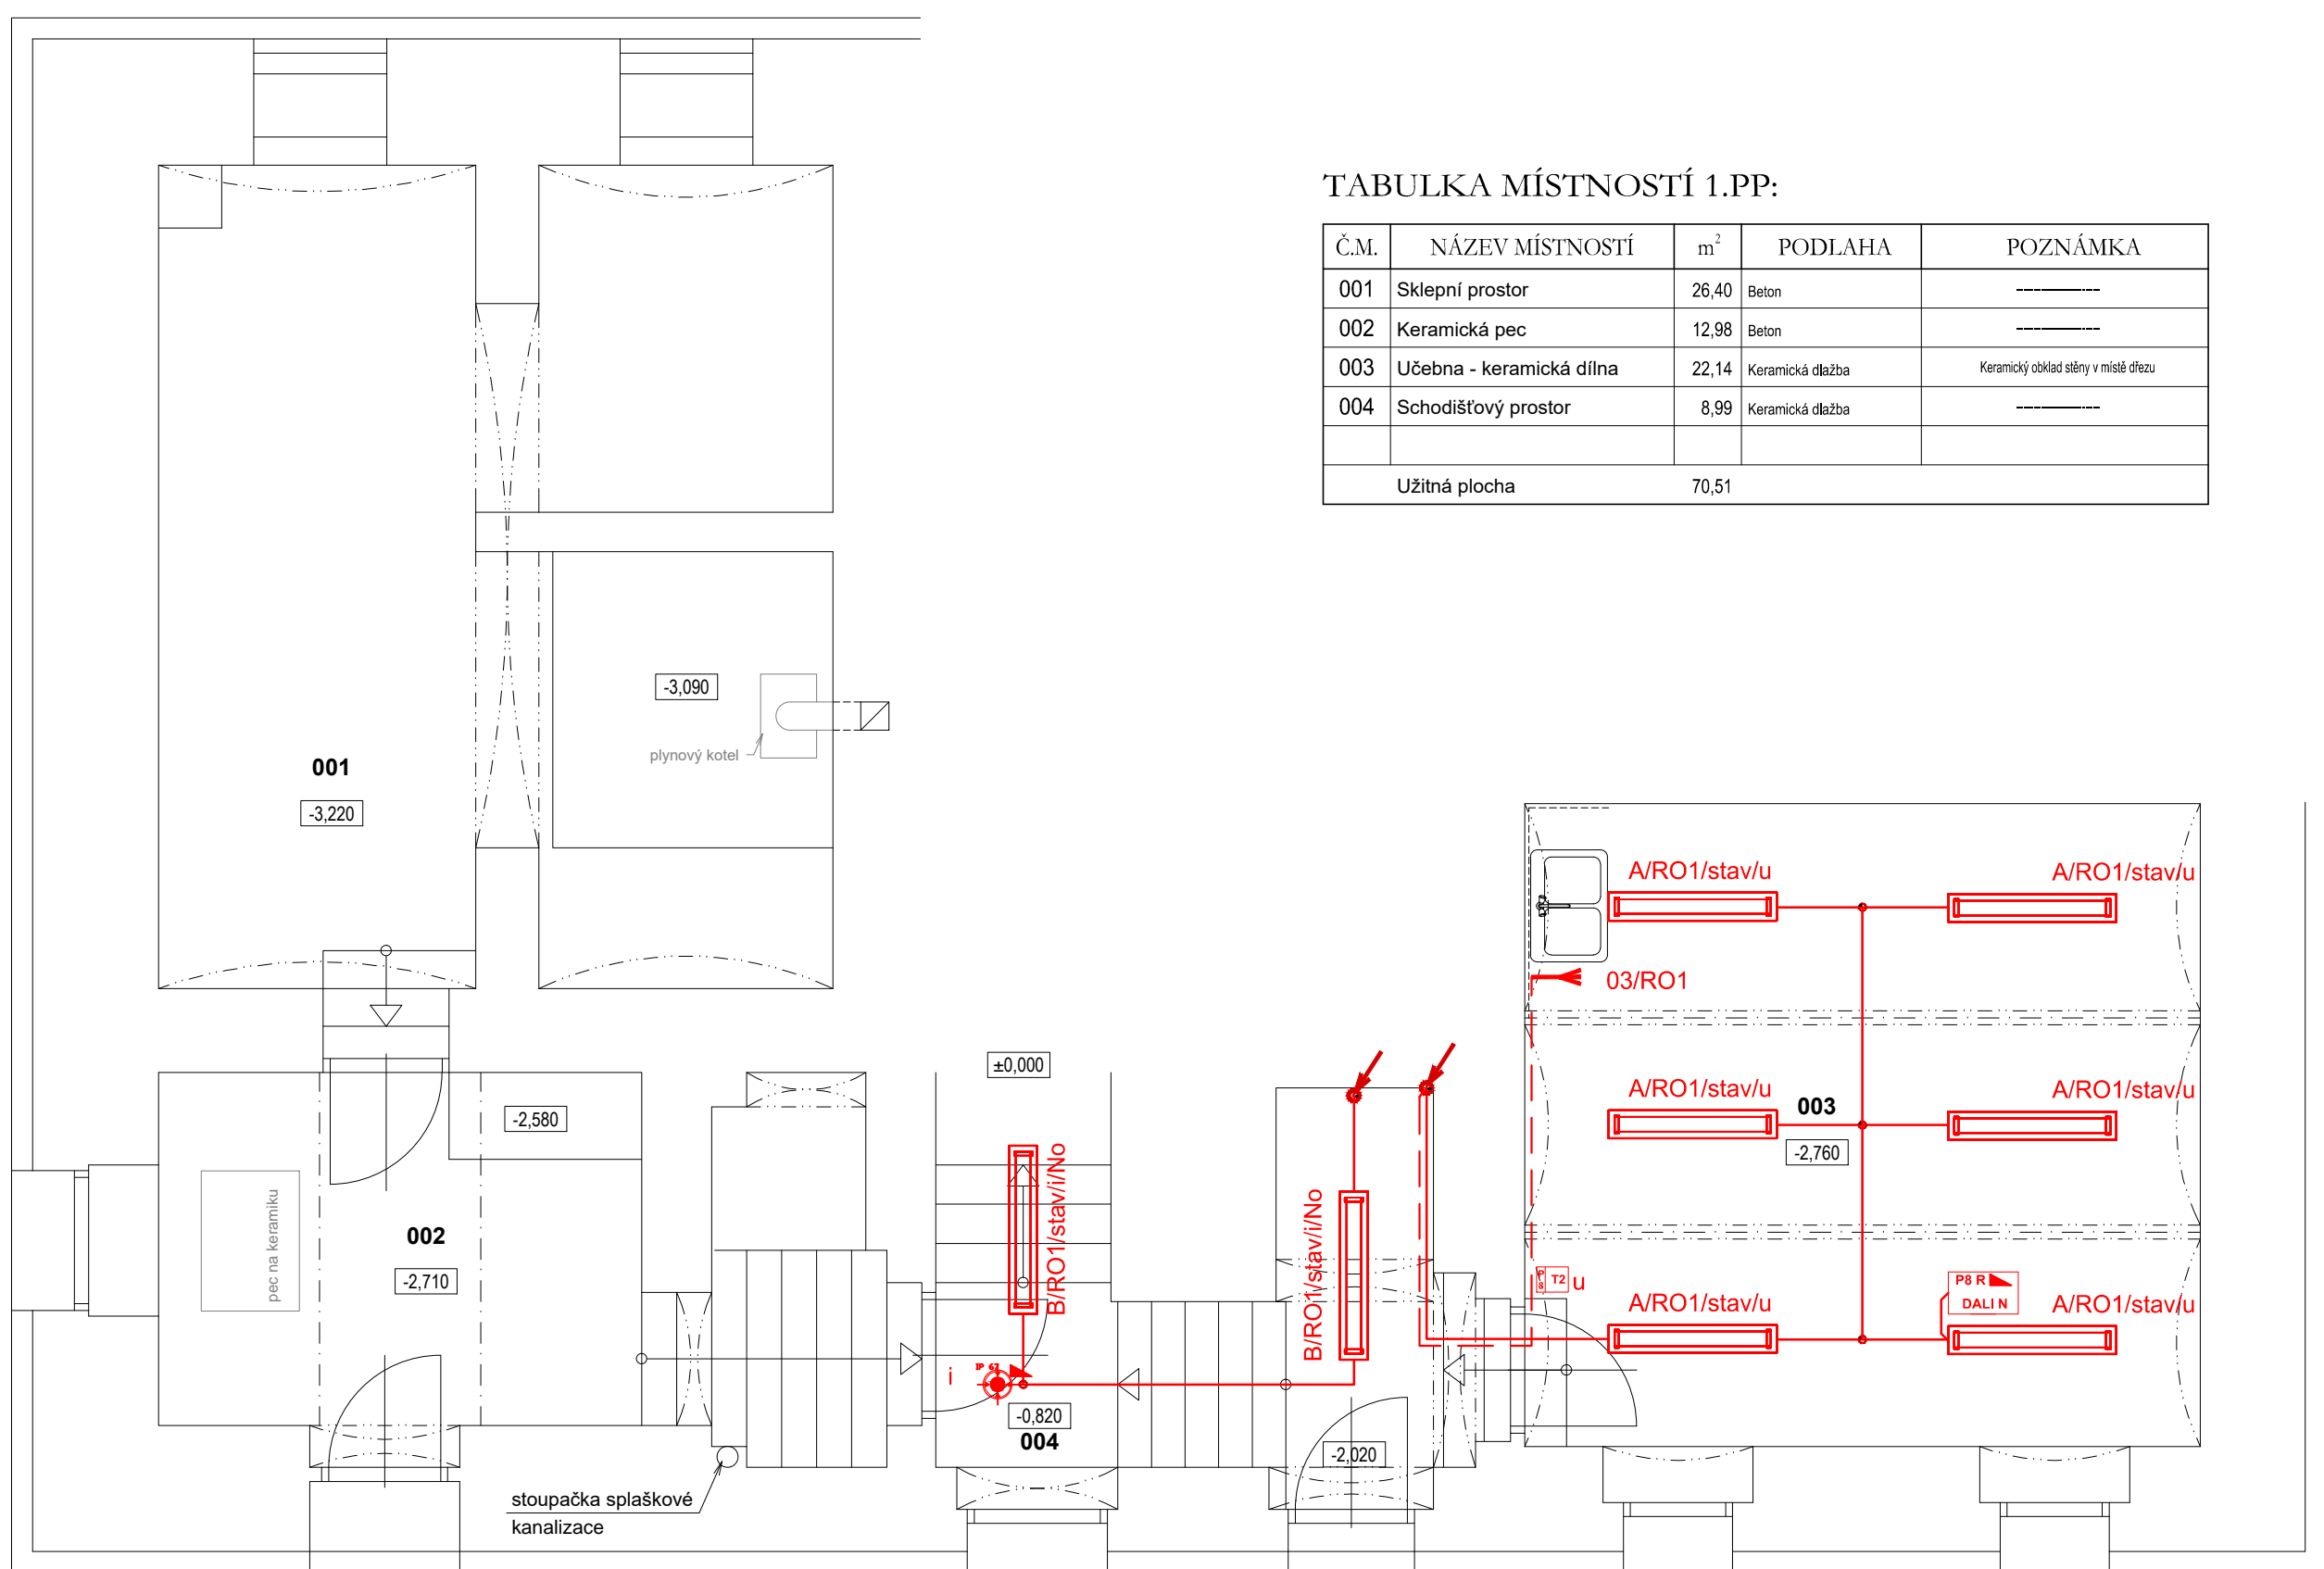 TABULKA MÍSTNOSTÍ 1.PP:
Č.M. NÁZEV MÍSTNOSTÍ m² PODLAHA POZNÁMKA
001 Sklepní prostor 26,40 Beton
002 Keramická pec 12,98 Beton
003 Učebna - keramická dílna 22,14 Keramická dlažba Keramický obklad stěny v místě dřezu
004 Schodišťový prostor 8,99 Keramická dlažba
Užitná plocha 70,51
-3,090
plynový kotel
001
-3,220
A/RO1/stav/u
A/RO1/stav/u
03/RO1
±0,000
A/RO1/stav/u
A/RO1/stav/u
003
-2,760
-2,580
pec na keramiku
002
-2,710
B/RO1/stav/i/No
B/RO1/stav/i/No
P8 T2 u
P8 R
DALI N
A/RO1/stav/u
A/RO1/stav/u
i
IP 67
-0,820
004
-2,020
stoupačka splaškové
kanalizace